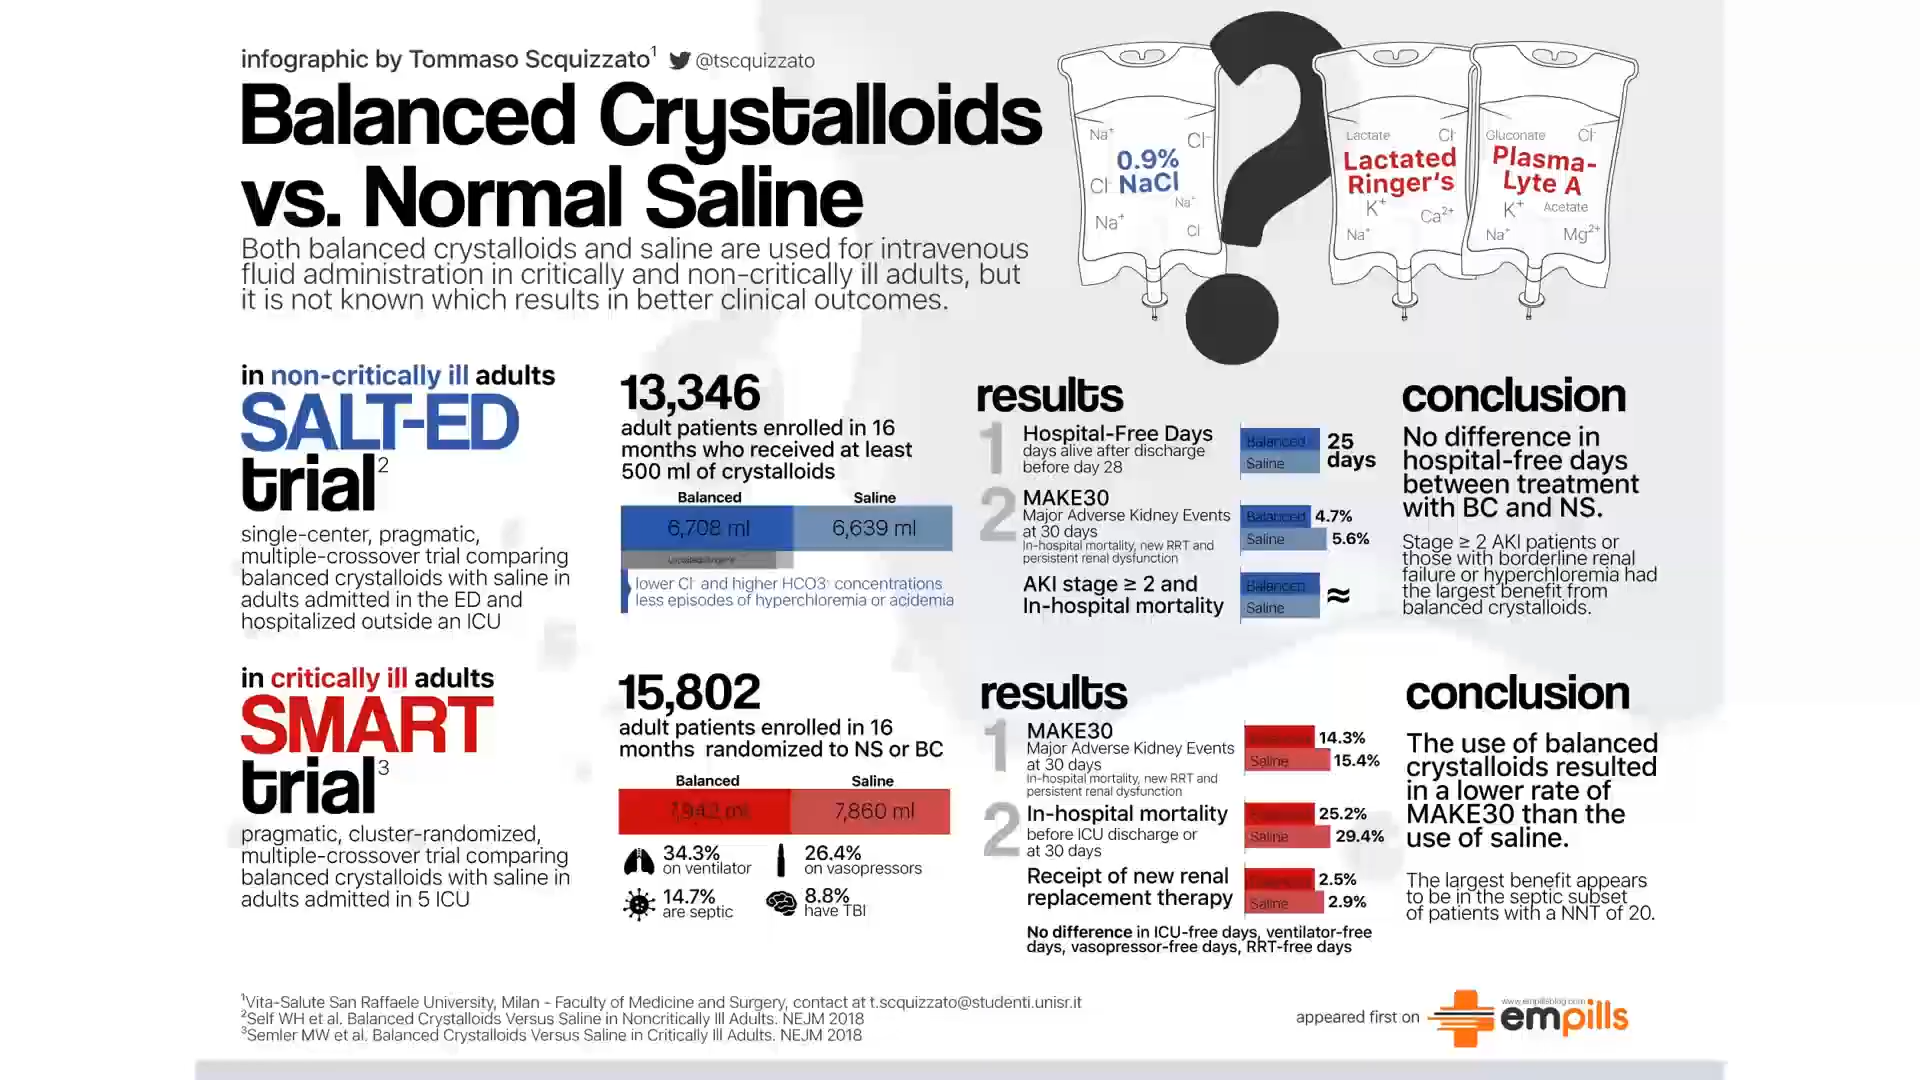 infographic by Tommaso Scquizzato¹ @tscquizzato
Balanced Crystalloids
vs. Normal Saline
Both balanced crystalloids and saline are used for intravenous
fluid administration in critically and non-critically ill adults, but
it is not known which results in better clinical outcomes.
Na⁺ Cl⁻
0.9%
NaCl
Cl⁻
Na⁺
Na⁺
Cl
Lactate Cl⁻
Lactated
Ringer's
K⁺ Ca²⁺
Na⁺
Gluconate Cl⁻
Plasma-
Lyte A
K⁺ Acetate
Na⁺ Mg²⁺
in non-critically ill adults
SALT-ED
trial²
single-center, pragmatic,
multiple-crossover trial comparing
balanced crystalloids with saline in
adults admitted in the ED and
hospitalized outside an ICU
13,346
adult patients enrolled in 16
months who received at least
500 ml of crystalloids
Balanced Saline
6,708 ml 6,639 ml
lower Cl⁻ and higher HCO3⁻ concentrations
less episodes of hyperchloremia or acidemia
results
1 Hospital-Free Days
days alive after discharge
before day 28
Balanced
Saline
25
days
2 MAKE30
Major Adverse Kidney Events
at 30 days
In-hospital mortality, new RRT and
persistent renal dysfunction
Balanced 4.7%
Saline 5.6%
AKI stage ≥ 2 and
In-hospital mortality
Balanced
Saline
≈
conclusion
No difference in
hospital-free days
between treatment
with BC and NS.
Stage ≥ 2 AKI patients or
those with borderline renal
failure or hyperchloremia had
the largest benefit from
balanced crystalloids.
in critically ill adults
SMART
trial³
pragmatic, cluster-randomized,
multiple-crossover trial comparing
balanced crystalloids with saline in
adults admitted in 5 ICU
15,802
adult patients enrolled in 16
months randomized to NS or BC
Balanced Saline
7,942 ml 7,860 ml
34.3%
on ventilator
26.4%
on vasopressors
14.7%
are septic
8.8%
have TBI
results
1 MAKE30
Major Adverse Kidney Events
at 30 days
In-hospital mortality, new RRT and
persistent renal dysfunction
14.3%
Saline 15.4%
2 In-hospital mortality
before ICU discharge or
at 30 days
25.2%
Saline 29.4%
Receipt of new renal
replacement therapy
2.5%
Saline 2.9%
No difference in ICU-free days, ventilator-free
days, vasopressor-free days, RRT-free days
conclusion
The use of balanced
crystalloids resulted
in a lower rate of
MAKE30 than the
use of saline.
The largest benefit appears
to be in the septic subset
of patients with a NNT of 20.
¹Vita-Salute San Raffaele University, Milan - Faculty of Medicine and Surgery, contact at t.scquizzato@studenti.unisr.it
²Self WH et al. Balanced Crystalloids Versus Saline in Noncritically Ill Adults. NEJM 2018
³Semler MW et al. Balanced Crystalloids Versus Saline in Critically Ill Adults. NEJM 2018
appeared first on
www.empillsblog.com
empills